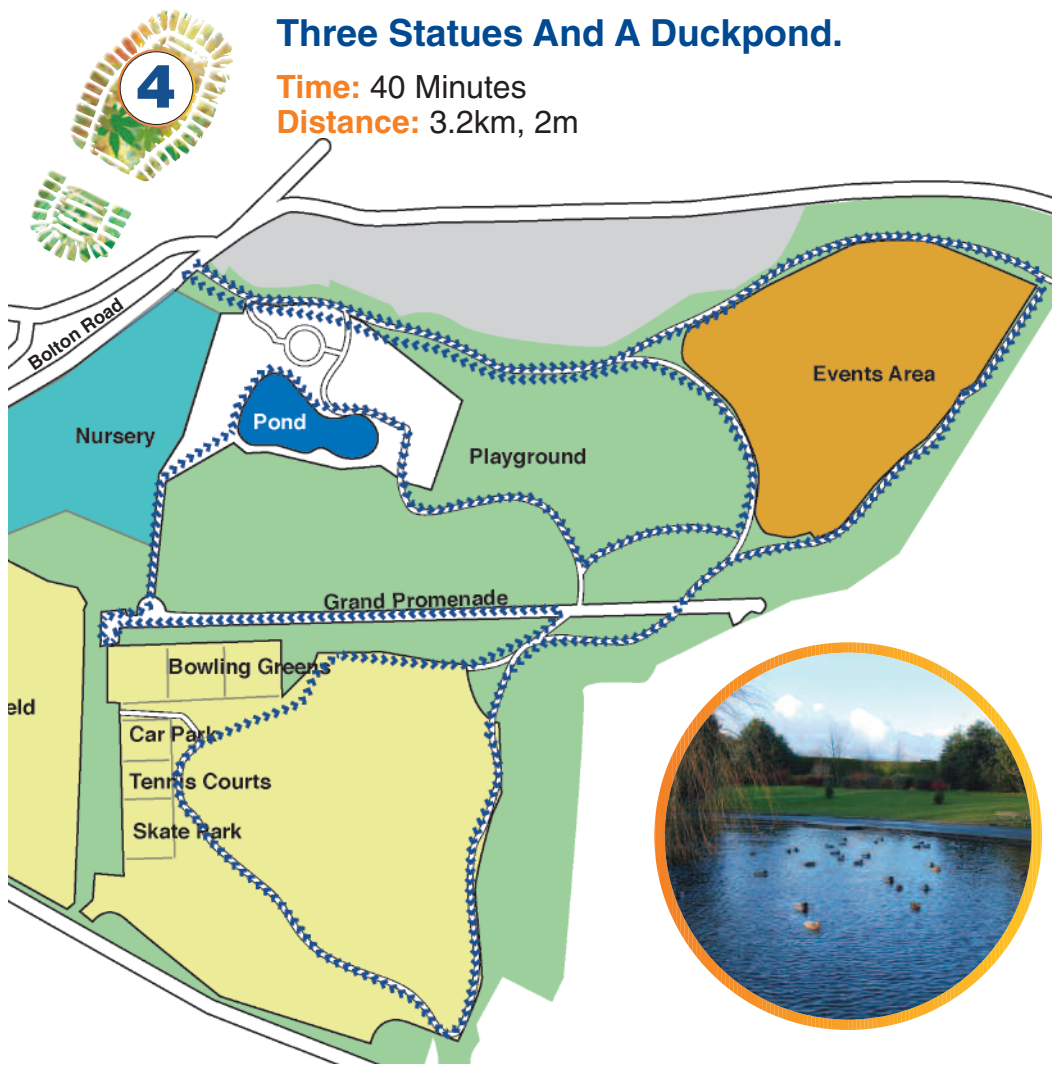 4
Three Statues And A Duckpond.
Time: 40 Minutes
Distance: 3.2km, 2m
Bolton Road
Nursery
Pond
Playground
Events Area
Grand Promenade
Bowling Greens
eld
Car Park
Tennis Courts
Skate Park